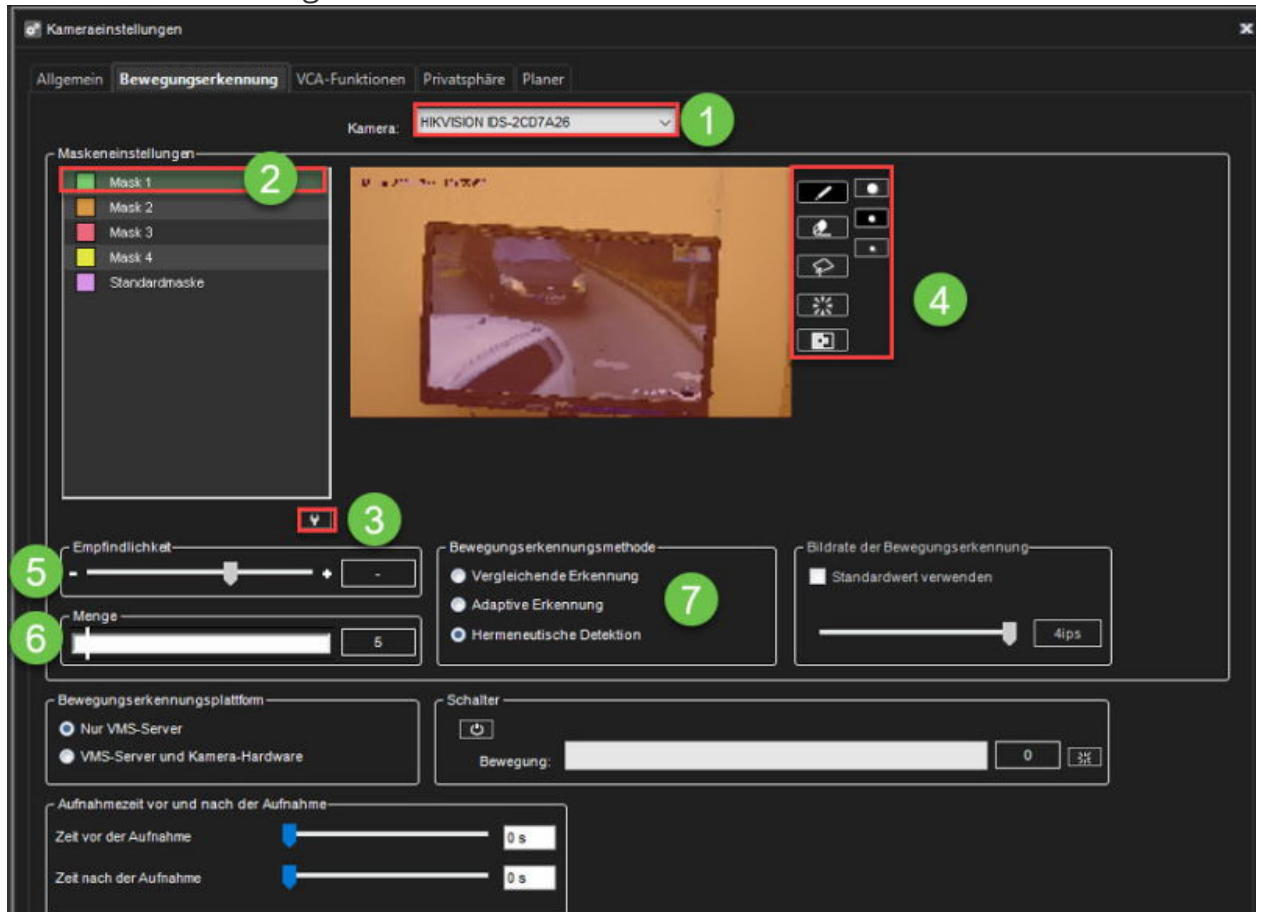 Kameraeinstellungen
Allgemein Bewegungserkennung VCA-Funktionen Privatsphäre Planer
Kamera: HIKVISION IDS-2CD7A26 1
Maskeneinstellungen
Mask 1 2
Mask 2
Mask 3
Mask 4
Standardmaske
4
3
Empfindlichkeit
5 - + -
Menge
6 5
Bewegungserkennungsmethode
Vergleichende Erkennung
Adaptive Erkennung
Hermeneutische Detektion
7
Bildrate der Bewegungserkennung
Standardwert verwenden
4ips
Bewegungserkennungsplattform
Nur VMS-Server
VMS-Server und Kamera-Hardware
Schalter
Bewegung: 0
Aufnahmezeit vor und nach der Aufnahme
Zeit vor der Aufnahme 0 s
Zeit nach der Aufnahme 0 s